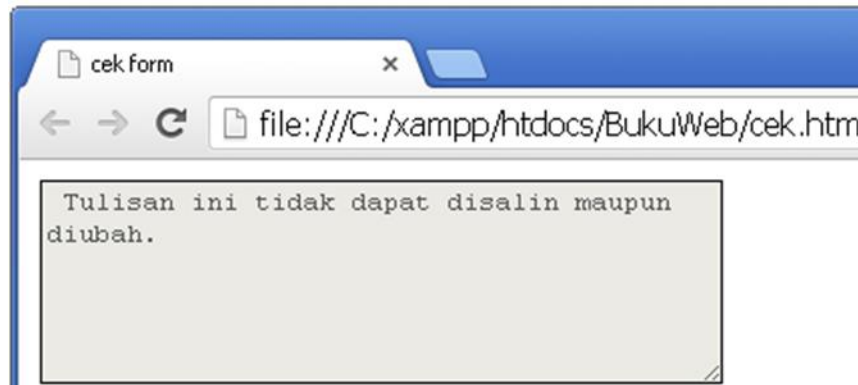 cek form
file:///C:/xampp/htdocs/BukuWeb/cek.htm
Tulisan ini tidak dapat disalin maupun
diubah.